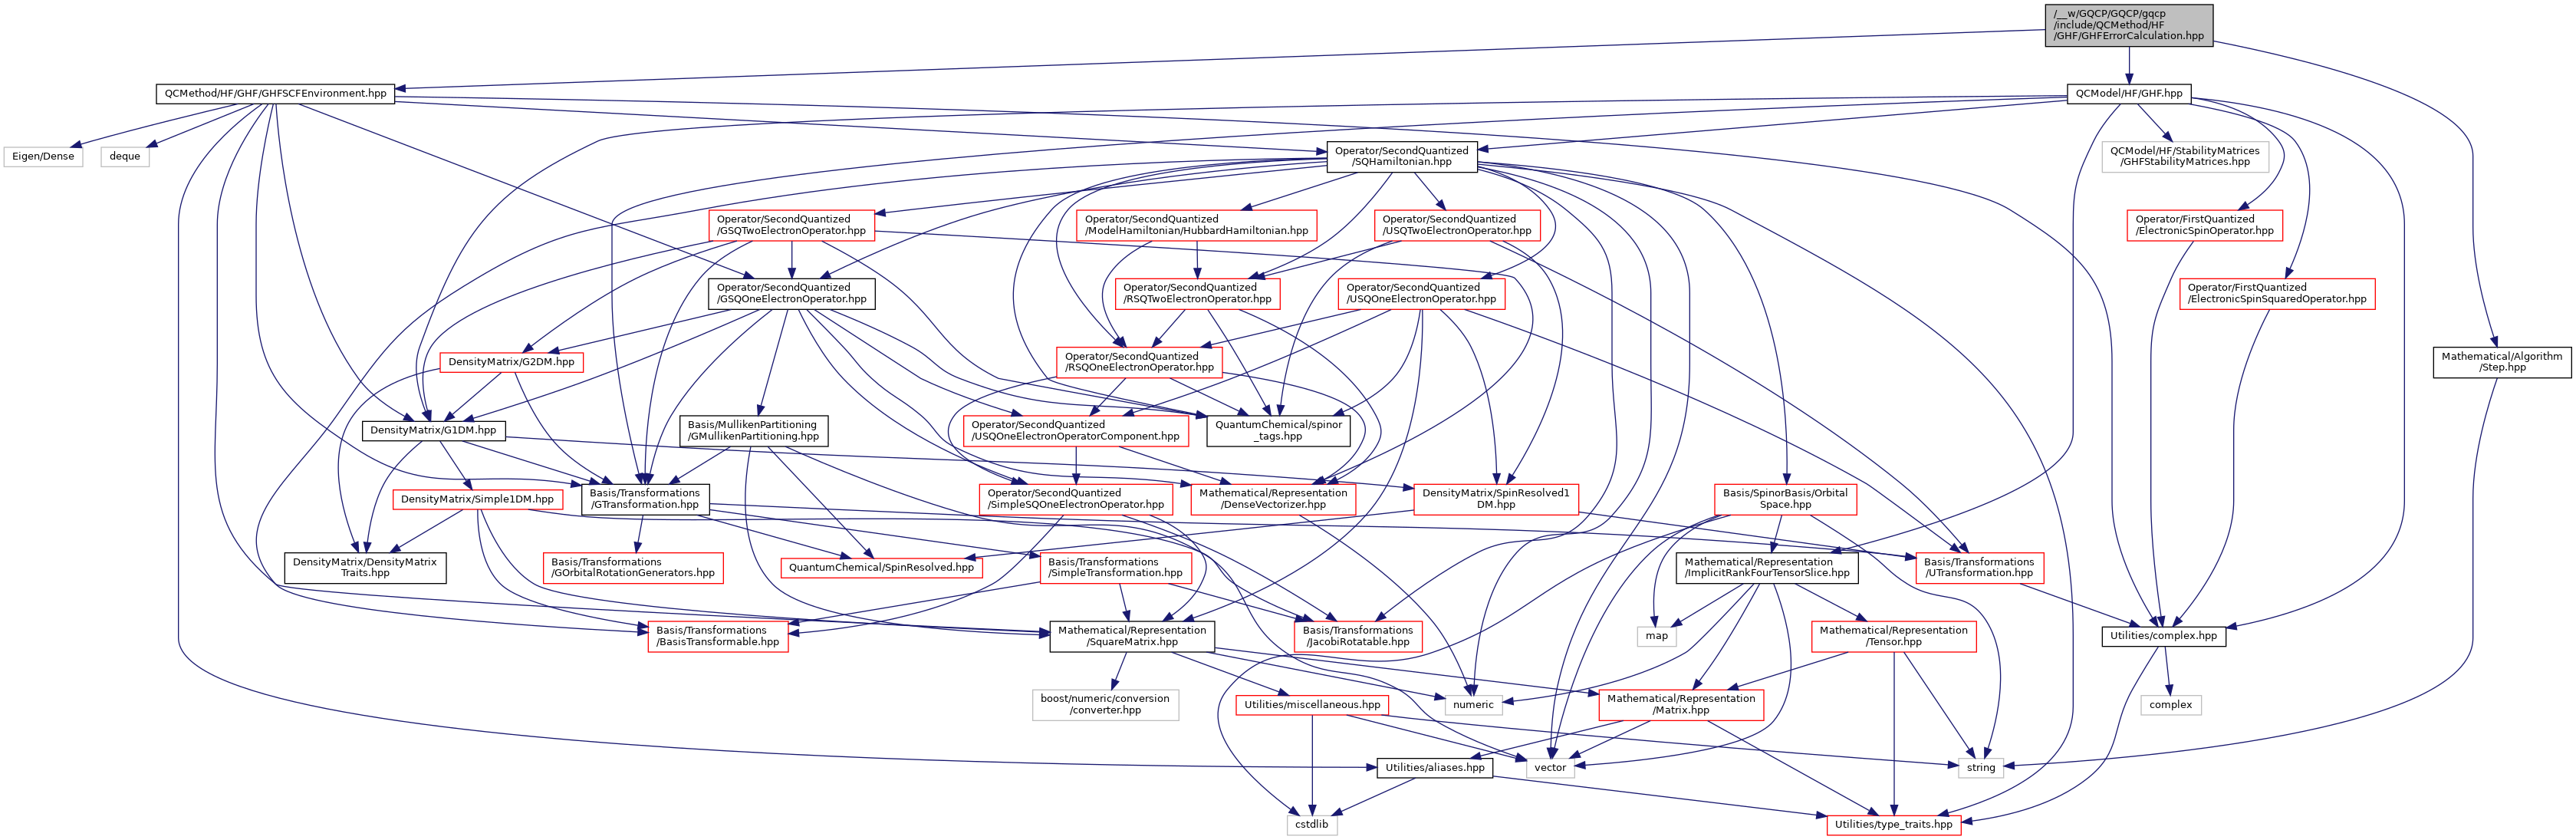 /__w/GQCP/GQCP/gqcp
/include/QCMethod/HF
/GHF/GHFErrorCalculation.hpp
QCMethod/HF/GHF/GHFSCFEnvironment.hpp
QCModel/HF/GHF.hpp
Eigen/Dense
deque
Operator/SecondQuantized
/SQHamiltonian.hpp
QCModel/HF/StabilityMatrices
/GHFStabilityMatrices.hpp
Operator/SecondQuantized
/GSQTwoElectronOperator.hpp
Operator/SecondQuantized
/ModelHamiltonian/HubbardHamiltonian.hpp
Operator/SecondQuantized
/USQTwoElectronOperator.hpp
Operator/FirstQuantized
/ElectronicSpinOperator.hpp
Operator/SecondQuantized
/GSQOneElectronOperator.hpp
Operator/SecondQuantized
/RSQTwoElectronOperator.hpp
Operator/SecondQuantized
/USQOneElectronOperator.hpp
Operator/FirstQuantized
/ElectronicSpinSquaredOperator.hpp
DensityMatrix/G2DM.hpp
Operator/SecondQuantized
/RSQOneElectronOperator.hpp
Mathematical/Algorithm
/Step.hpp
DensityMatrix/G1DM.hpp
Basis/MullikenPartitioning
/GMullikenPartitioning.hpp
Operator/SecondQuantized
/USQOneElectronOperatorComponent.hpp
QuantumChemical/spinor
_tags.hpp
DensityMatrix/Simple1DM.hpp
Basis/Transformations
/GTransformation.hpp
Operator/SecondQuantized
/SimpleSQOneElectronOperator.hpp
Mathematical/Representation
/DenseVectorizer.hpp
DensityMatrix/SpinResolved1
DM.hpp
Basis/SpinorBasis/Orbital
Space.hpp
DensityMatrix/DensityMatrix
Traits.hpp
Basis/Transformations
/GOrbitalRotationGenerators.hpp
QuantumChemical/SpinResolved.hpp
Basis/Transformations
/SimpleTransformation.hpp
Mathematical/Representation
/ImplicitRankFourTensorSlice.hpp
Basis/Transformations
/UTransformation.hpp
Basis/Transformations
/BasisTransformable.hpp
Mathematical/Representation
/SquareMatrix.hpp
Basis/Transformations
/JacobiRotatable.hpp
map
Mathematical/Representation
/Tensor.hpp
Utilities/complex.hpp
boost/numeric/conversion
/converter.hpp
Utilities/miscellaneous.hpp
numeric
Mathematical/Representation
/Matrix.hpp
complex
Utilities/aliases.hpp
vector
string
cstdlib
Utilities/type_traits.hpp